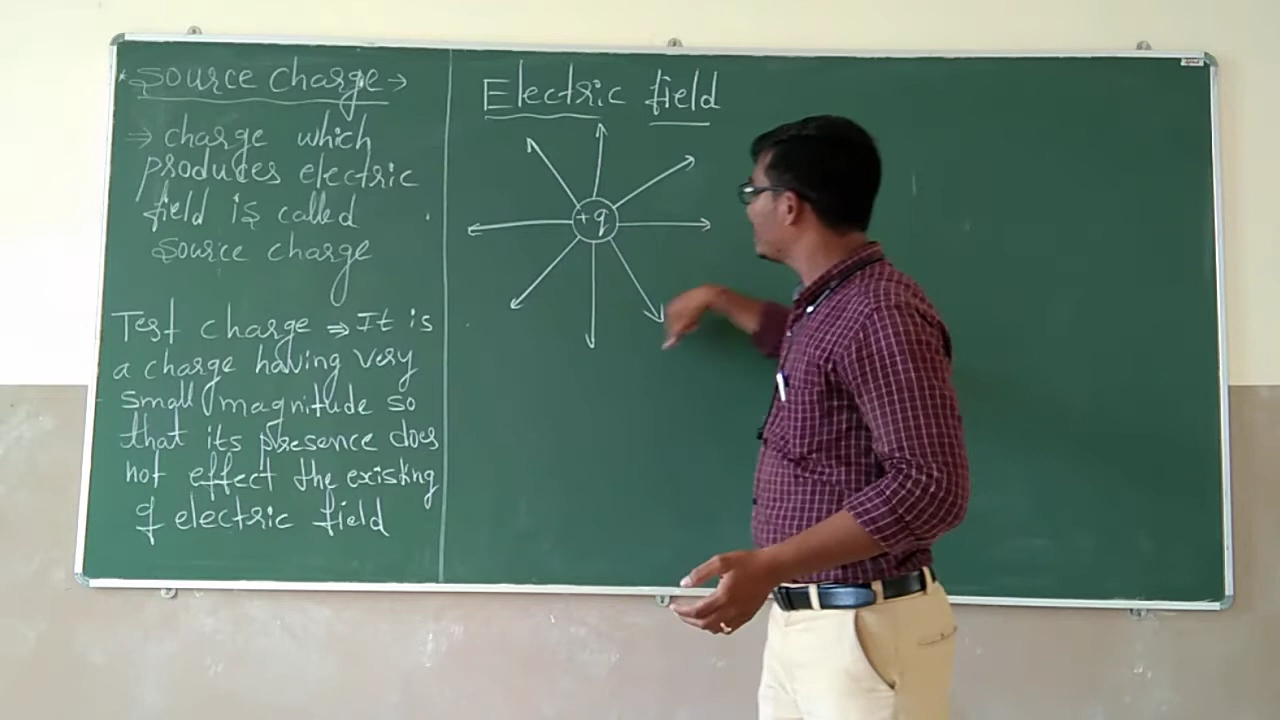 * Source charge →
→ charge which
produces electric
field is called
source charge
Test charge ⇒ It is
a charge having very
small magnitude so
that its presence does
not effect the existing
of electric field
Electric field
+q